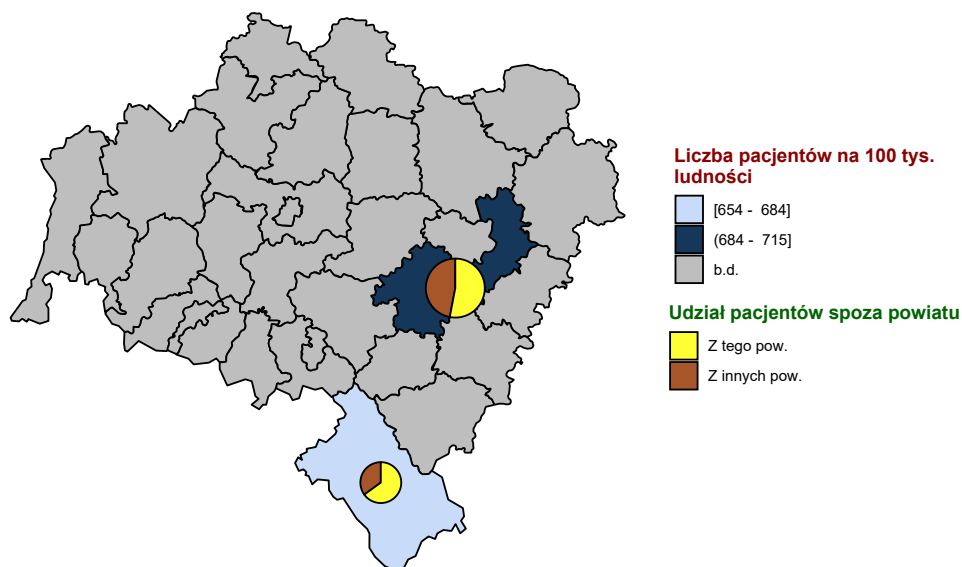 Liczba pacjentów na 100 tys.
ludności
[654 - 684]
(684 - 715]
b.d.
Udział pacjentów spoza powiatu
Z tego pow.
Z innych pow.